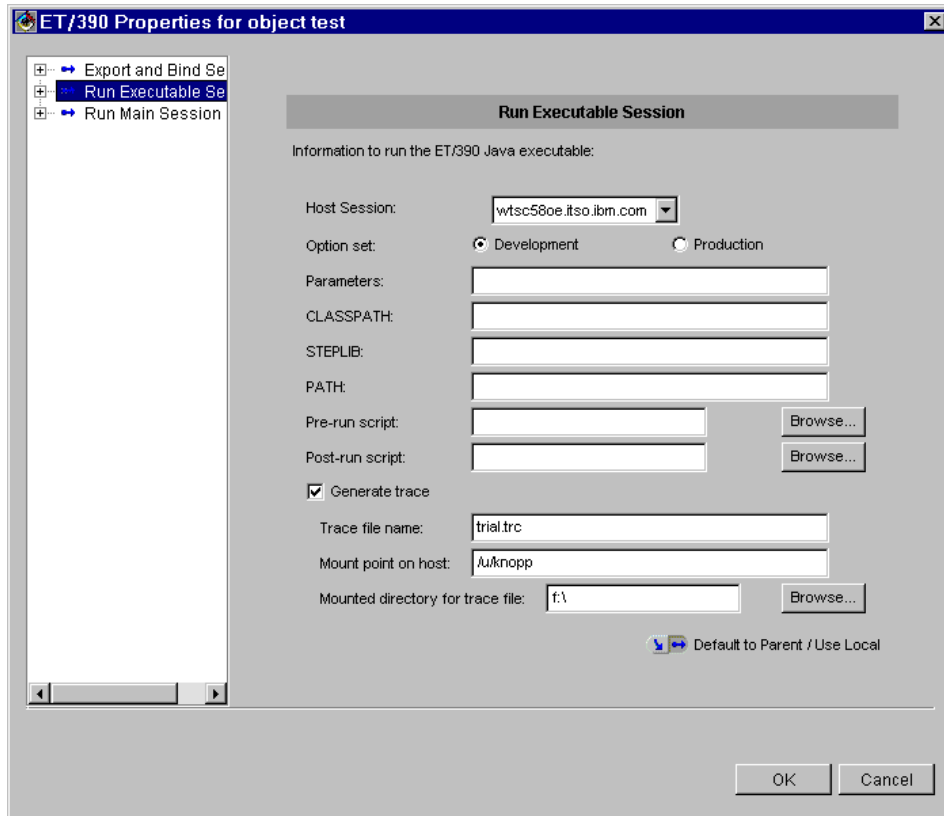 ET/390 Properties for object test
Export and Bind Se
Run Executable Se
Run Main Session
Run Executable Session
Information to run the ET/390 Java executable:
Host Session: wtsc58oe.itso.ibm.com
Option set: Development Production
Parameters:
CLASSPATH:
STEPLIB:
PATH:
Pre-run script: Browse...
Post-run script: Browse...
Generate trace
Trace file name: trial.trc
Mount point on host: /u/knopp
Mounted directory for trace file: f:\ Browse...
Default to Parent / Use Local
OK Cancel